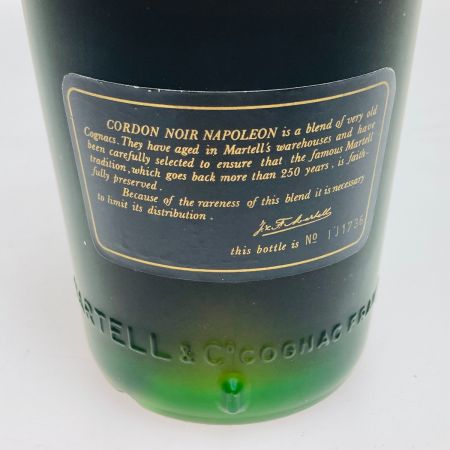 CORDON NOIR NAPOLEON is a blend of very old
Cognacs. They have aged in Martell's warehouses and have
been carefully selected to ensure that the famous Martell
tradition, which goes back more than 250 years, is faith-
fully preserved.
Because of the rareness of this blend it is necessary
to limit its distribution.
J & F Martell
this bottle is Nº 111736
MARTELL & Cº COGNAC FRA